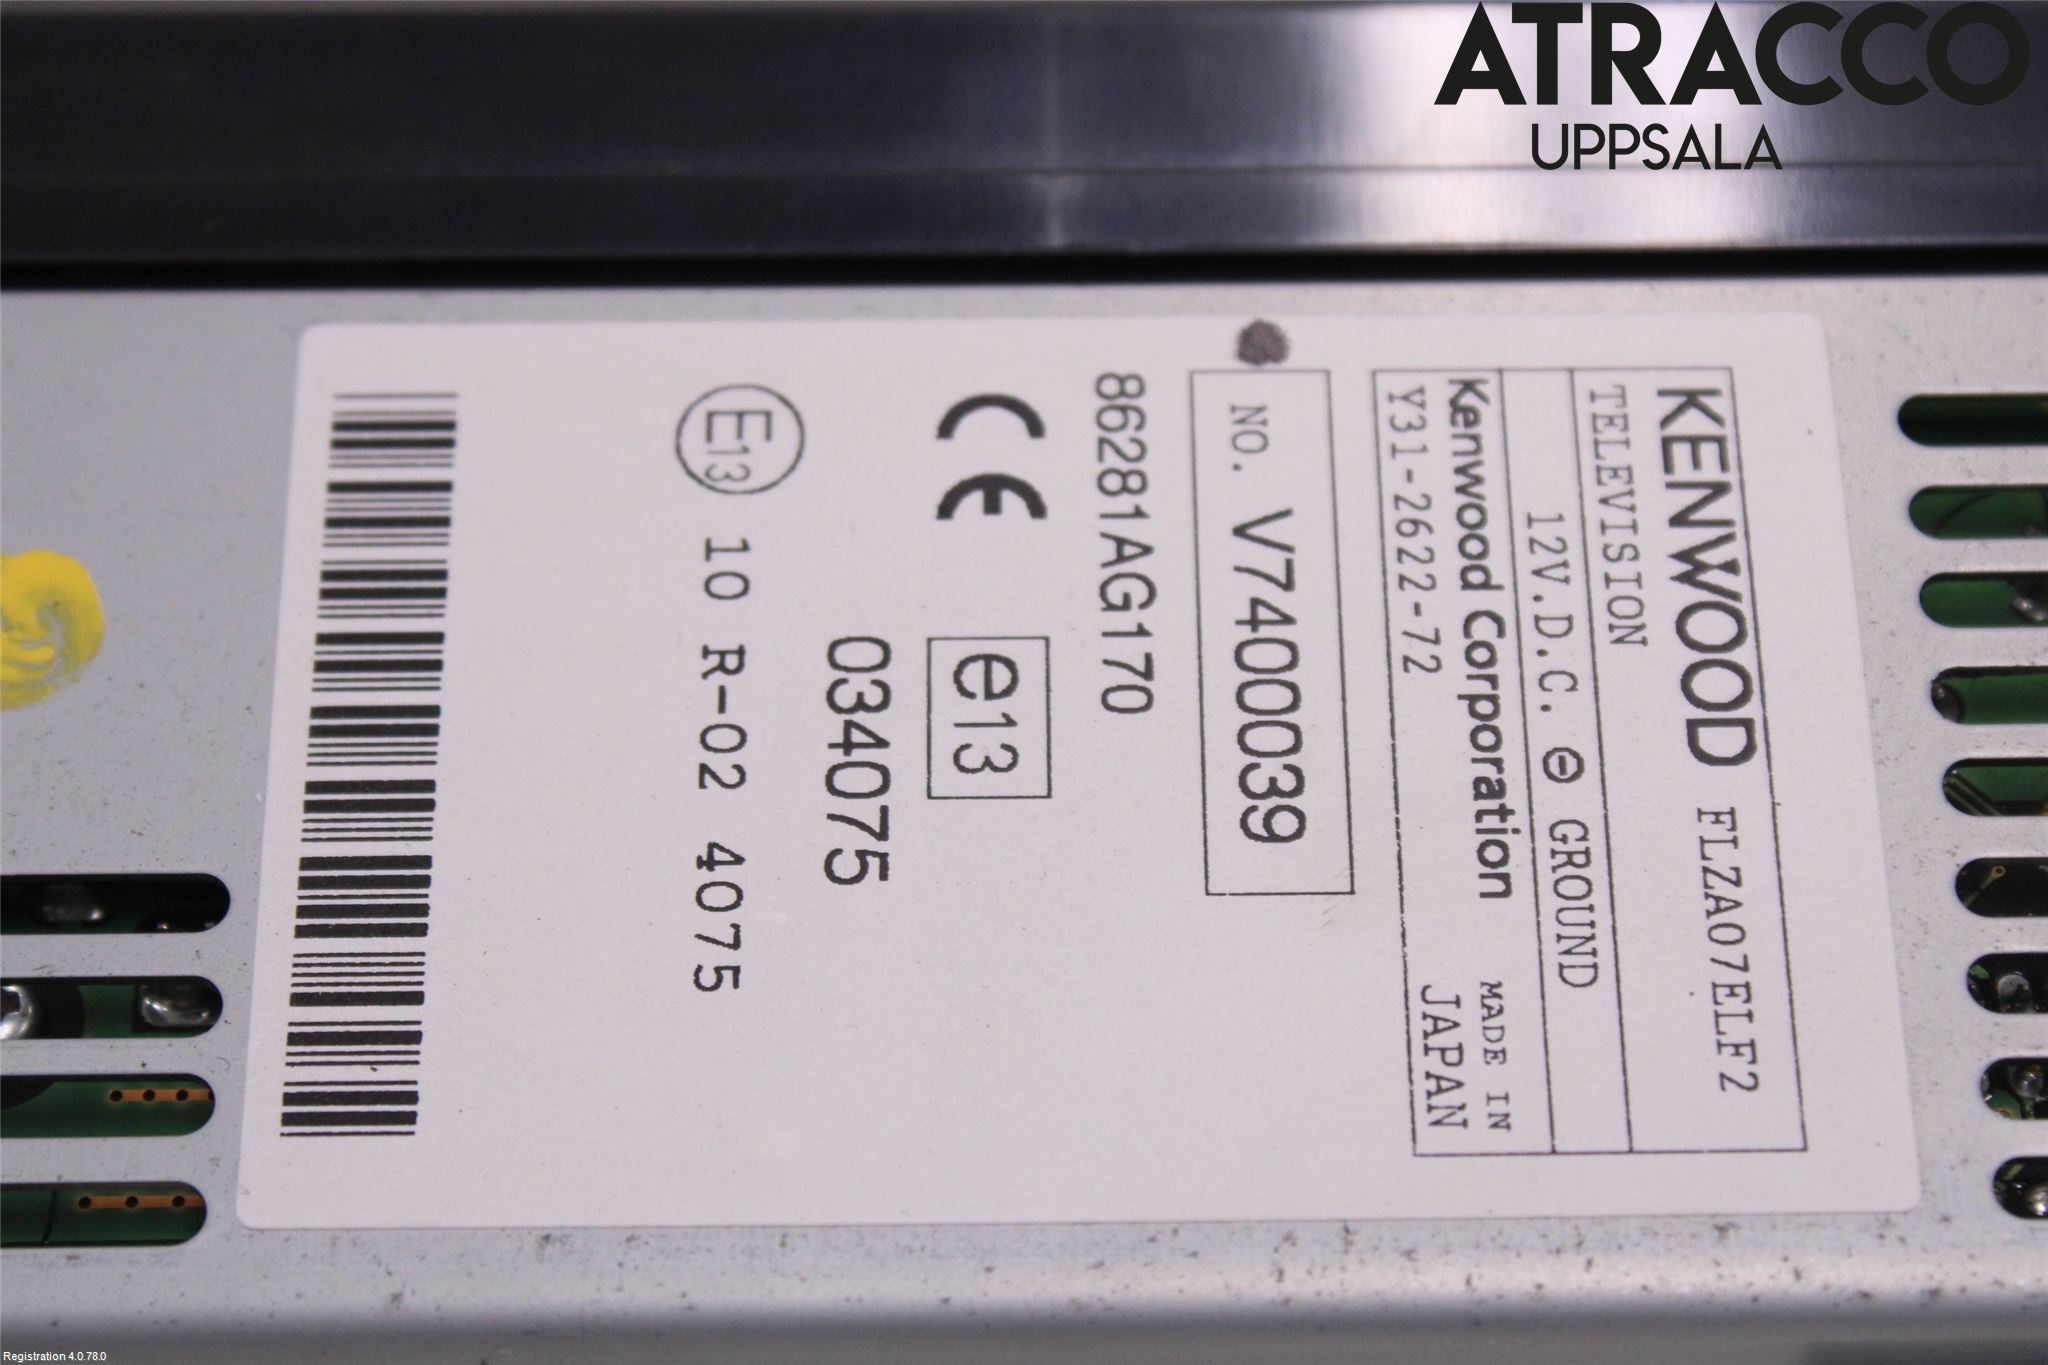 ATRACCO
UPPSALA
KENWOOD FLZA07ELF2
TELEVISION
12V.D.C. ⊖ GROUND
Kenwood Corporation MADE IN
Y31-2622-72 JAPAN
NO. V7400039
86281AG170
CE e13
034075
E13 10 R-02 4075
Registration 4.0.78.0